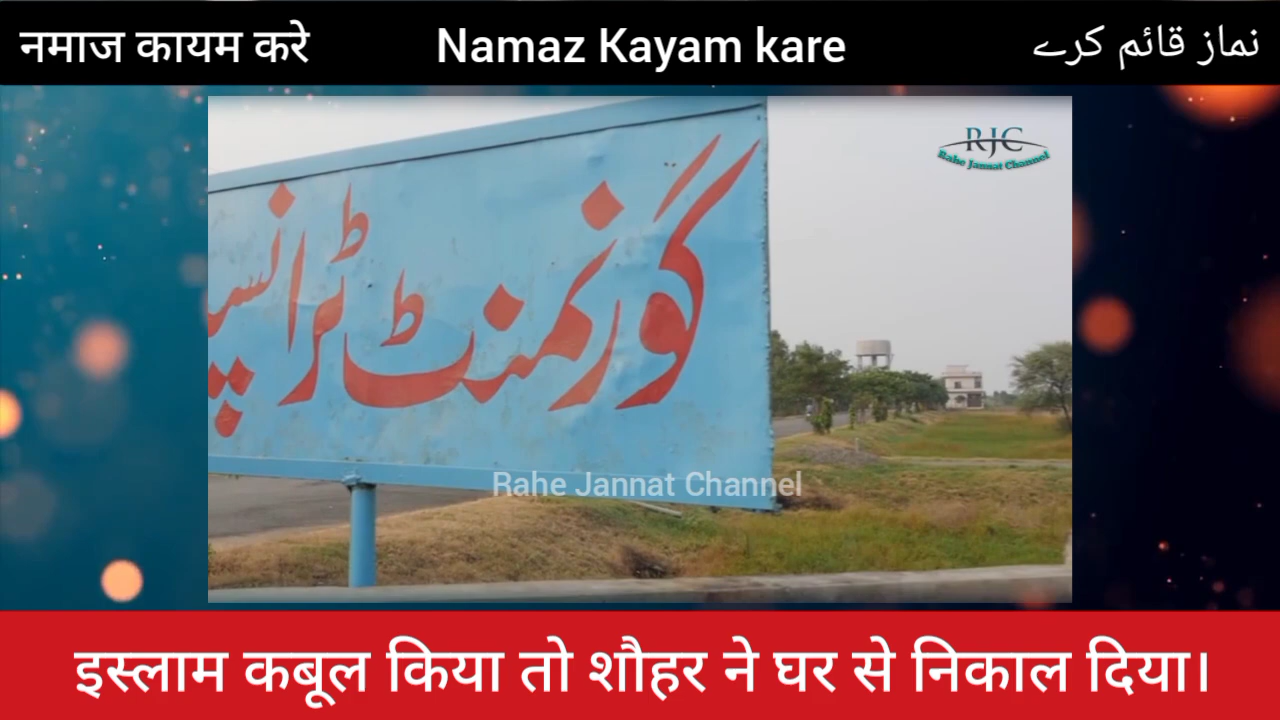 नमाज कायम करे
Namaz Kayam kare
نماز قائم کرے
RJC
Rahe Jannat Channel
گورنمنٹ ٹرانسپ
Rahe Jannat Channel
इस्लाम कबूल किया तो शौहर ने घर से निकाल दिया।